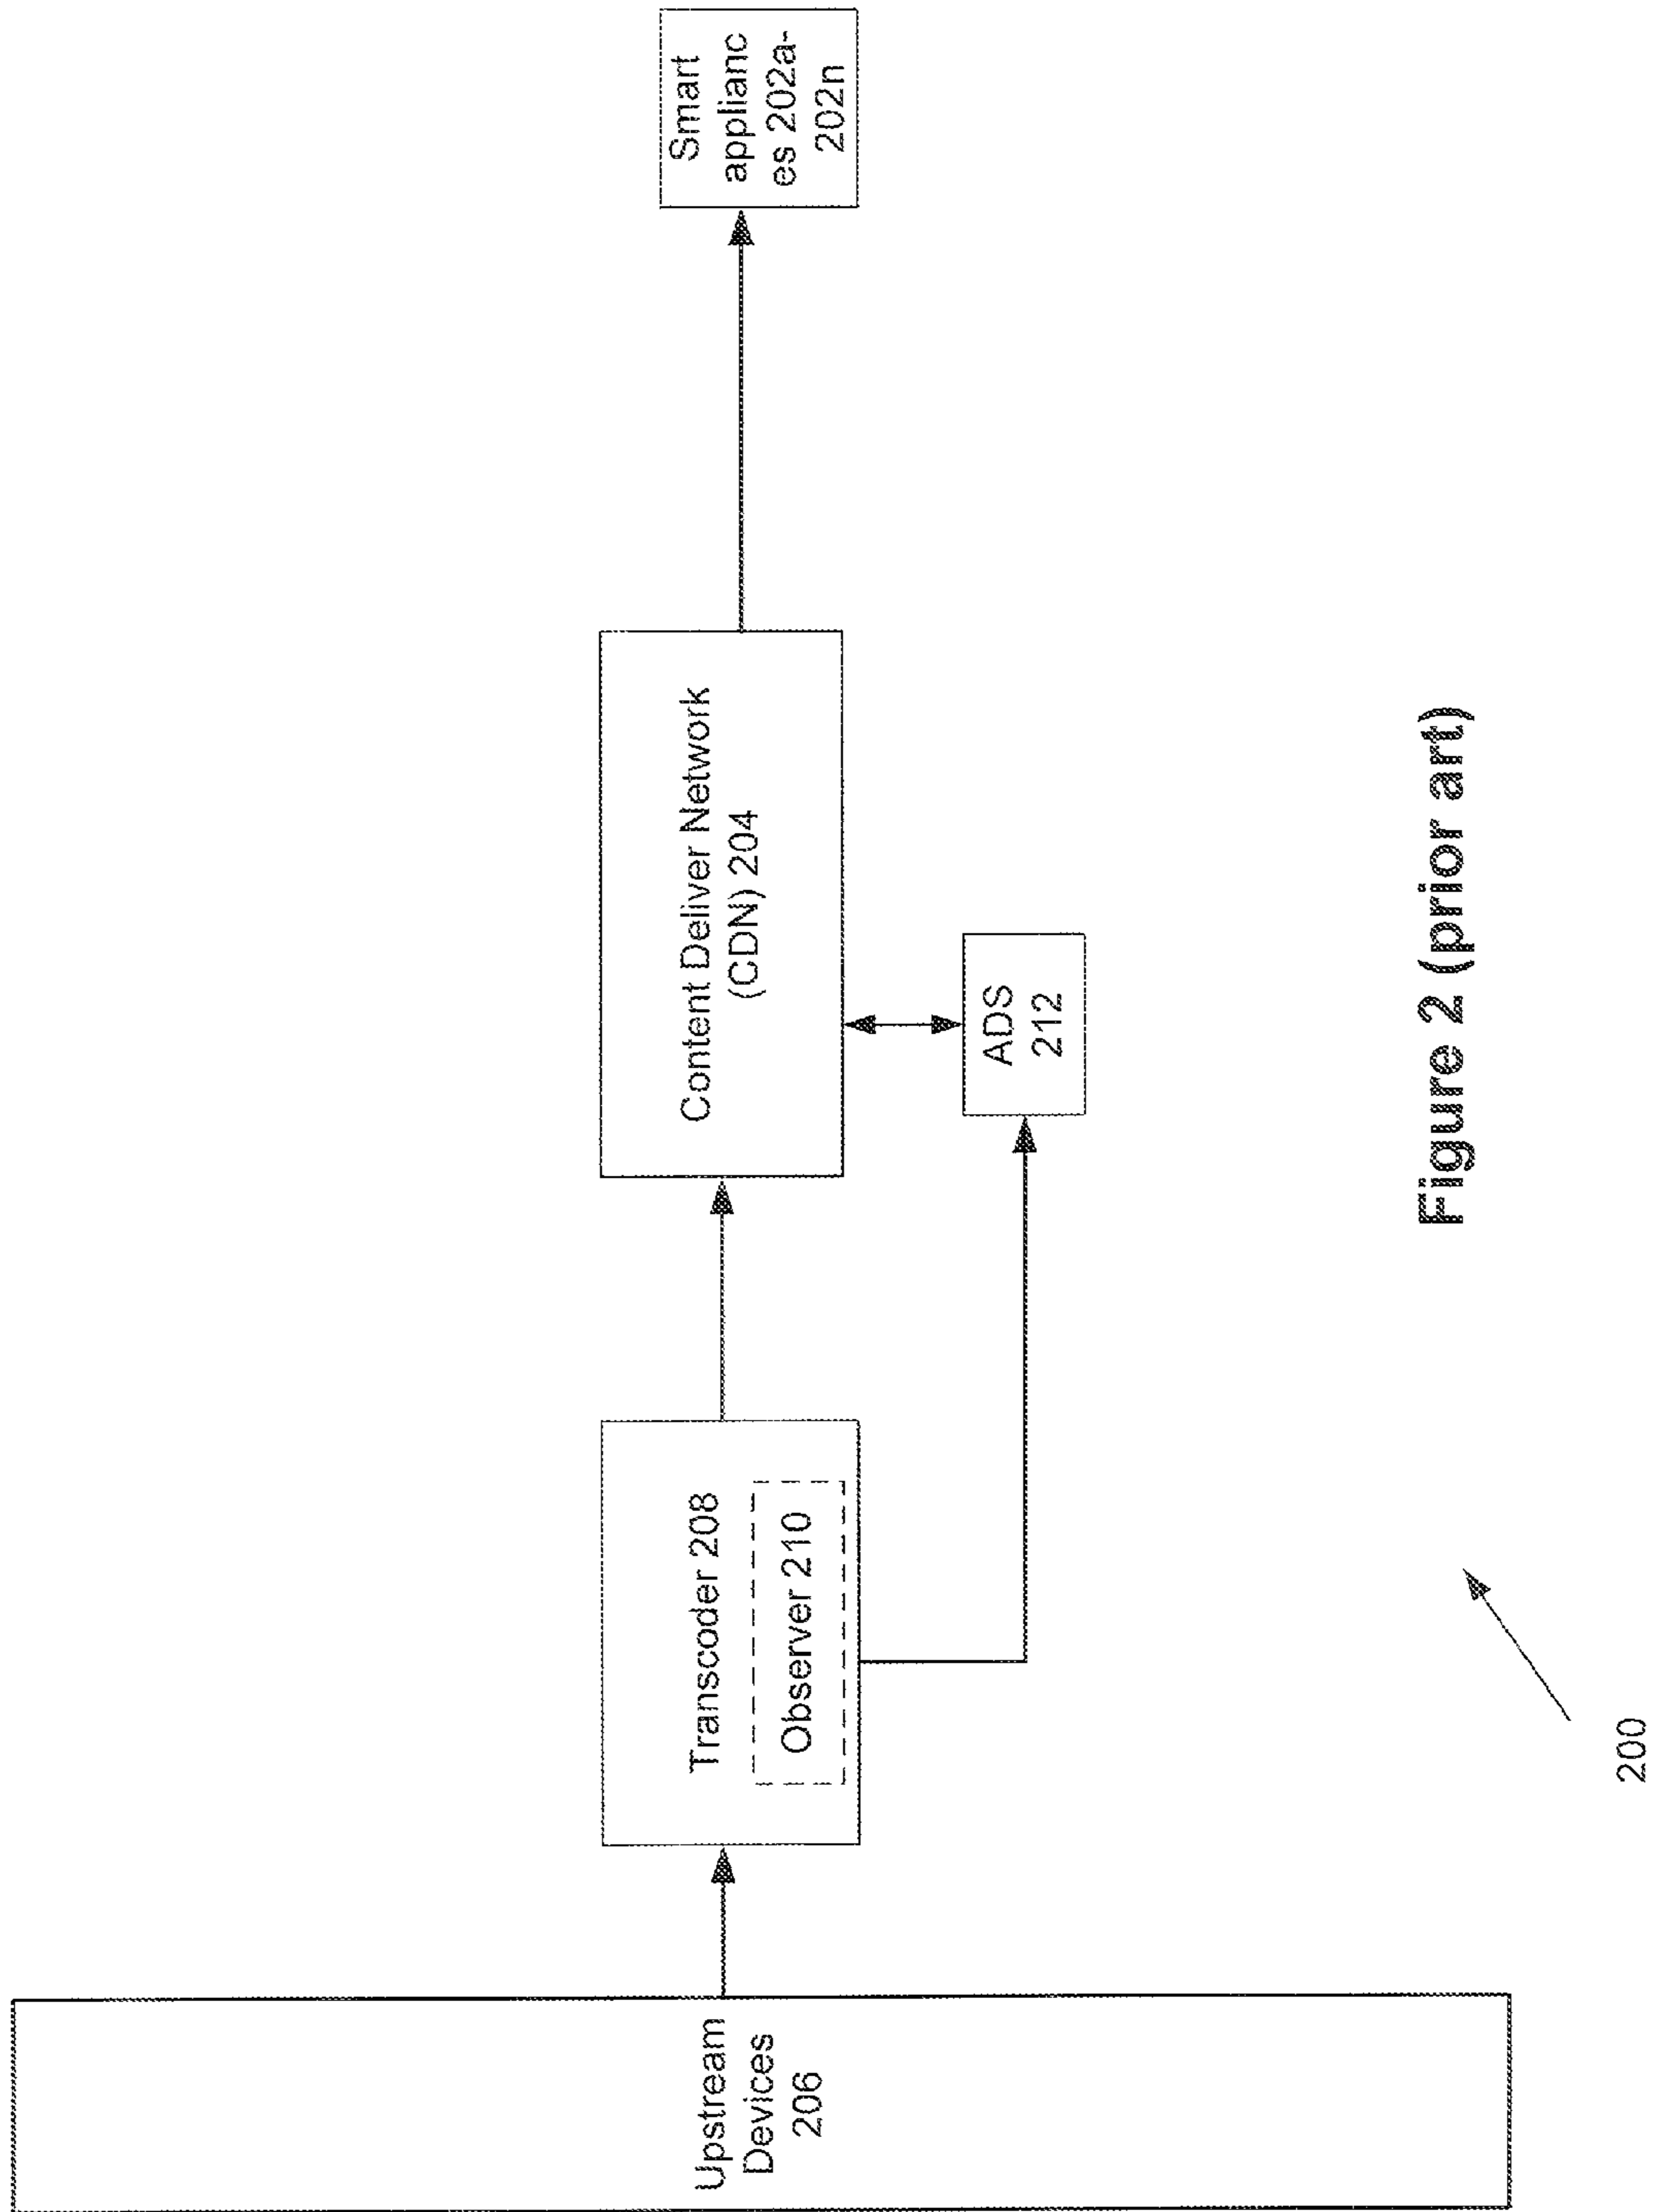 Upstream
Devices
206
Transcoder 208
Observer 210
Content Deliver Network
(CDN) 204
ADS
212
Smart
applianc
es 202a-
202n
200
Figure 2 (prior art)